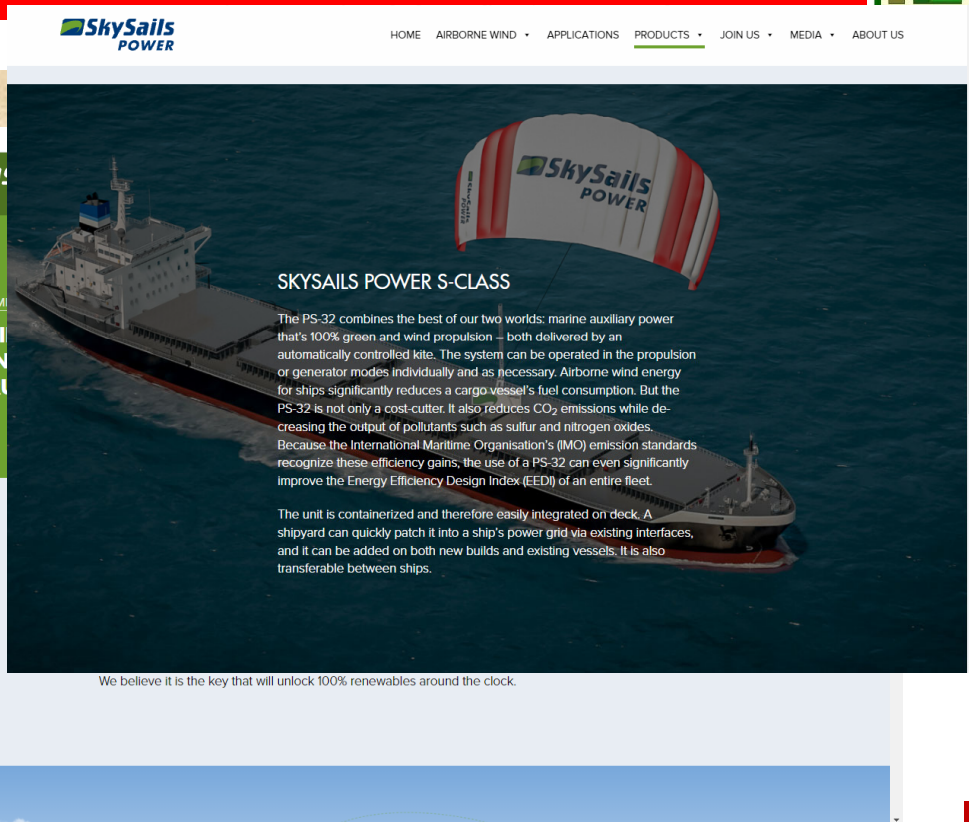 SkySails
POWER
HOME AIRBORNE WIND APPLICATIONS PRODUCTS JOIN US MEDIA ABOUT US
SkySails
POWER
SkySails
POWER
SKYSAILS POWER S-CLASS
The PS-32 combines the best of our two worlds: marine auxiliary power
that's 100% green and wind propulsion – both delivered by an
automatically controlled kite. The system can be operated in the propulsion
or generator modes individually and as necessary. Airborne wind energy
for ships significantly reduces a cargo vessel's fuel consumption. But the
PS-32 is not only a cost-cutter. It also reduces CO₂ emissions while de-
creasing the output of pollutants such as sulfur and nitrogen oxides.
Because the International Maritime Organisation's (IMO) emission standards
recognize these efficiency gains, the use of a PS-32 can even significantly
improve the Energy Efficiency Design Index (EEDI) of an entire fleet.
The unit is containerized and therefore easily integrated on deck. A
shipyard can quickly patch it into a ship's power grid via existing interfaces,
and it can be added on both new builds and existing vessels. It is also
transferable between ships.
We believe it is the key that will unlock 100% renewables around the clock.